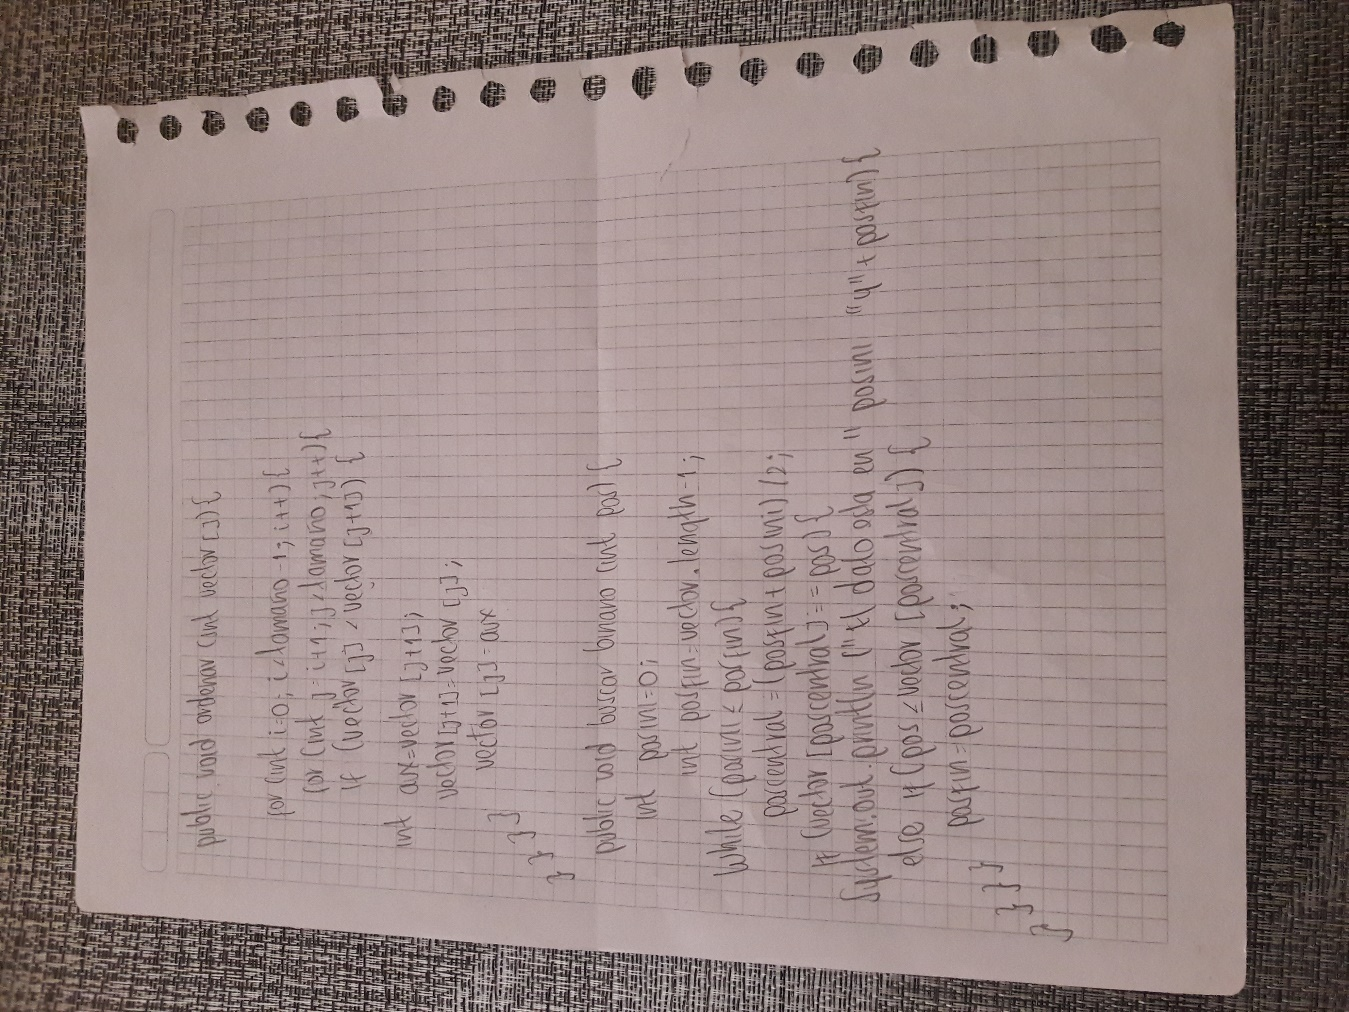 public void ordenar (int vector [ ]) {
for (int i=0; i<tamaño -1; i++) {
for (int j=i+1; j<tamaño; j++) {
if (vector [j] < vector [j+1]) {
int aux=vector [j+1];
vector [j+1]=vector [j];
vector [j]=aux
} } } }
public void buscar binario (int pos) {
int posini=0;
int posfin=vector.length-1;
While (posini ≤ posfin) {
poscentral=(posfin+posini)/2;
if (vector [poscentral]==pos) {
System.out.println ("El dato esta en" posini "y"+posfin) {
else if (pos ≤ vector [poscentral]) {
posfin=poscentral;
} } } }